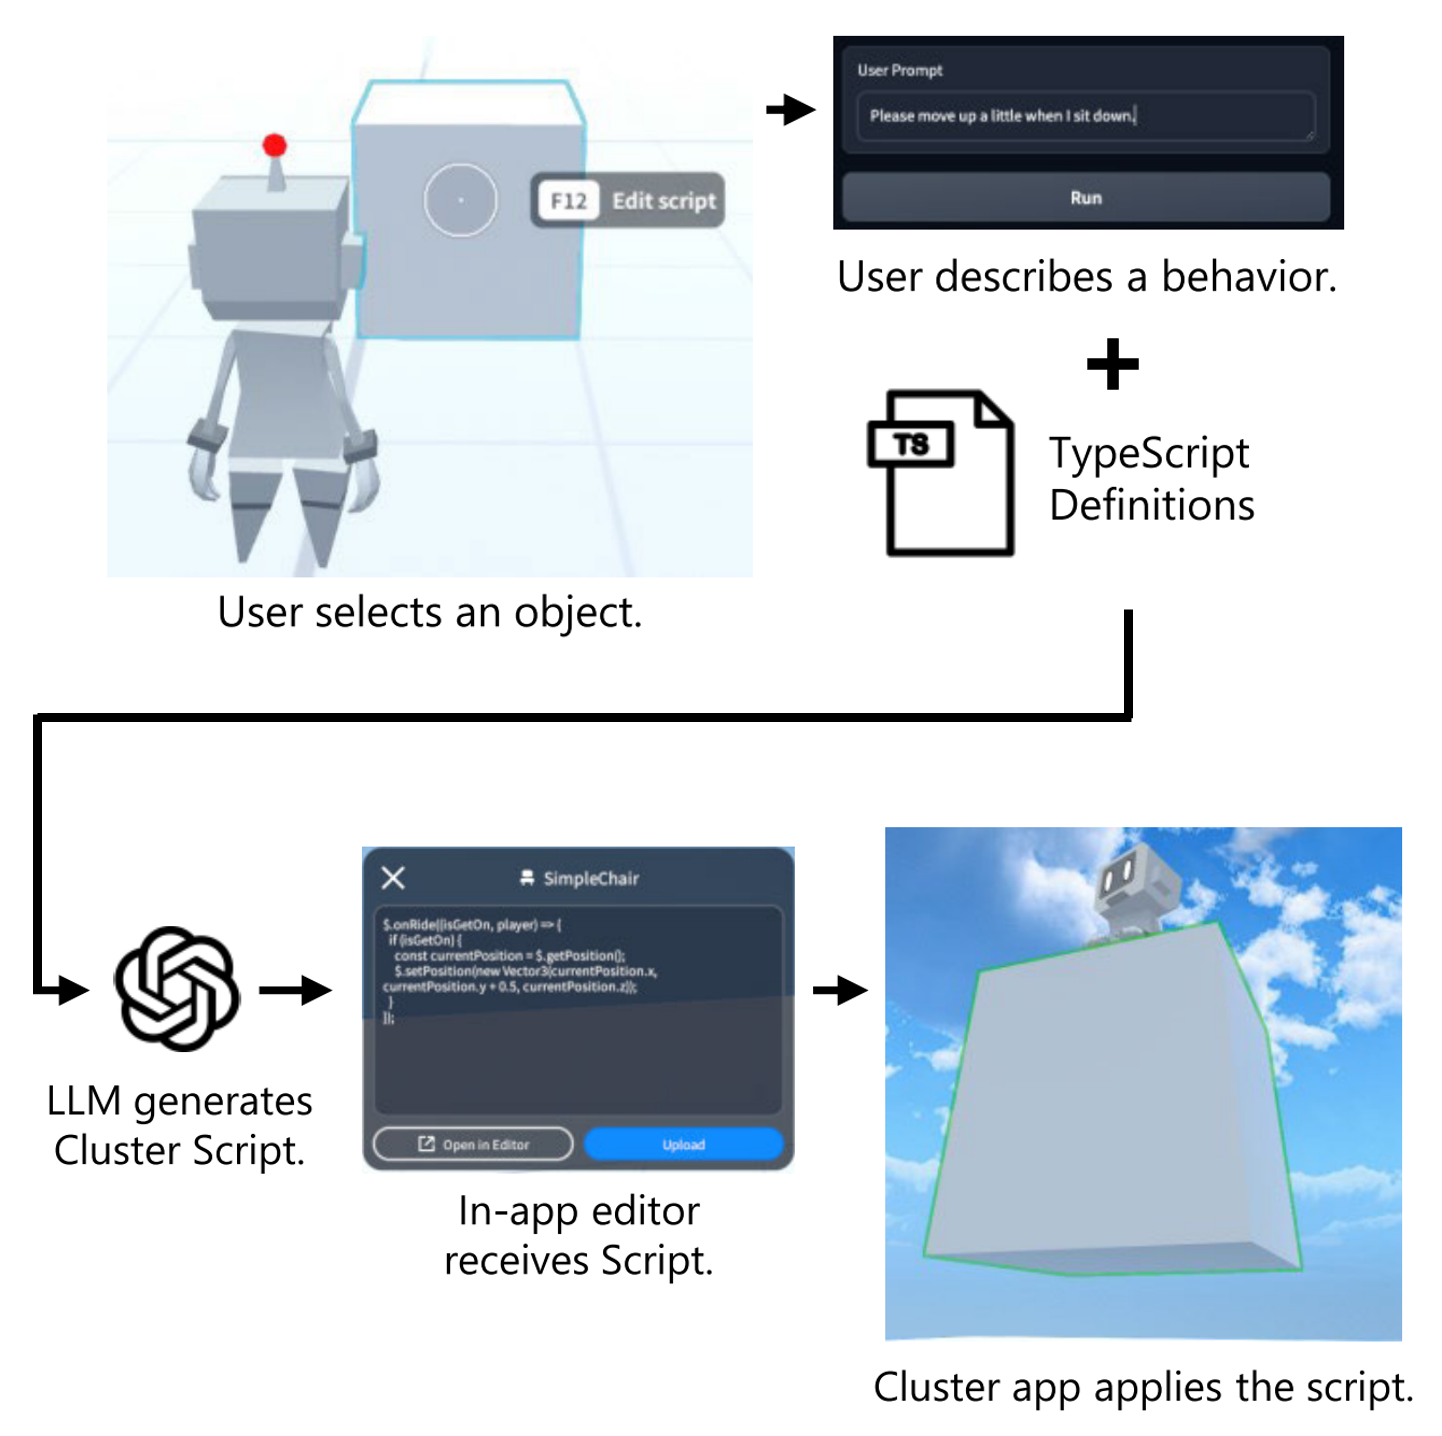 F12 Edit script
User selects an object.
User Prompt
Please move up a little when I sit down.
Run
User describes a behavior.
+
TS
TypeScript
Definitions
LLM generates
Cluster Script.
SimpleChair
$.onRide((isGetOn, player) => {
if (isGetOn) {
const currentPosition = $.getPosition();
$.setPosition(new Vector3(currentPosition.x,
currentPosition.y + 0.5, currentPosition.z));
}
});
Open in Editor
Upload
In-app editor
receives Script.
Cluster app applies the script.